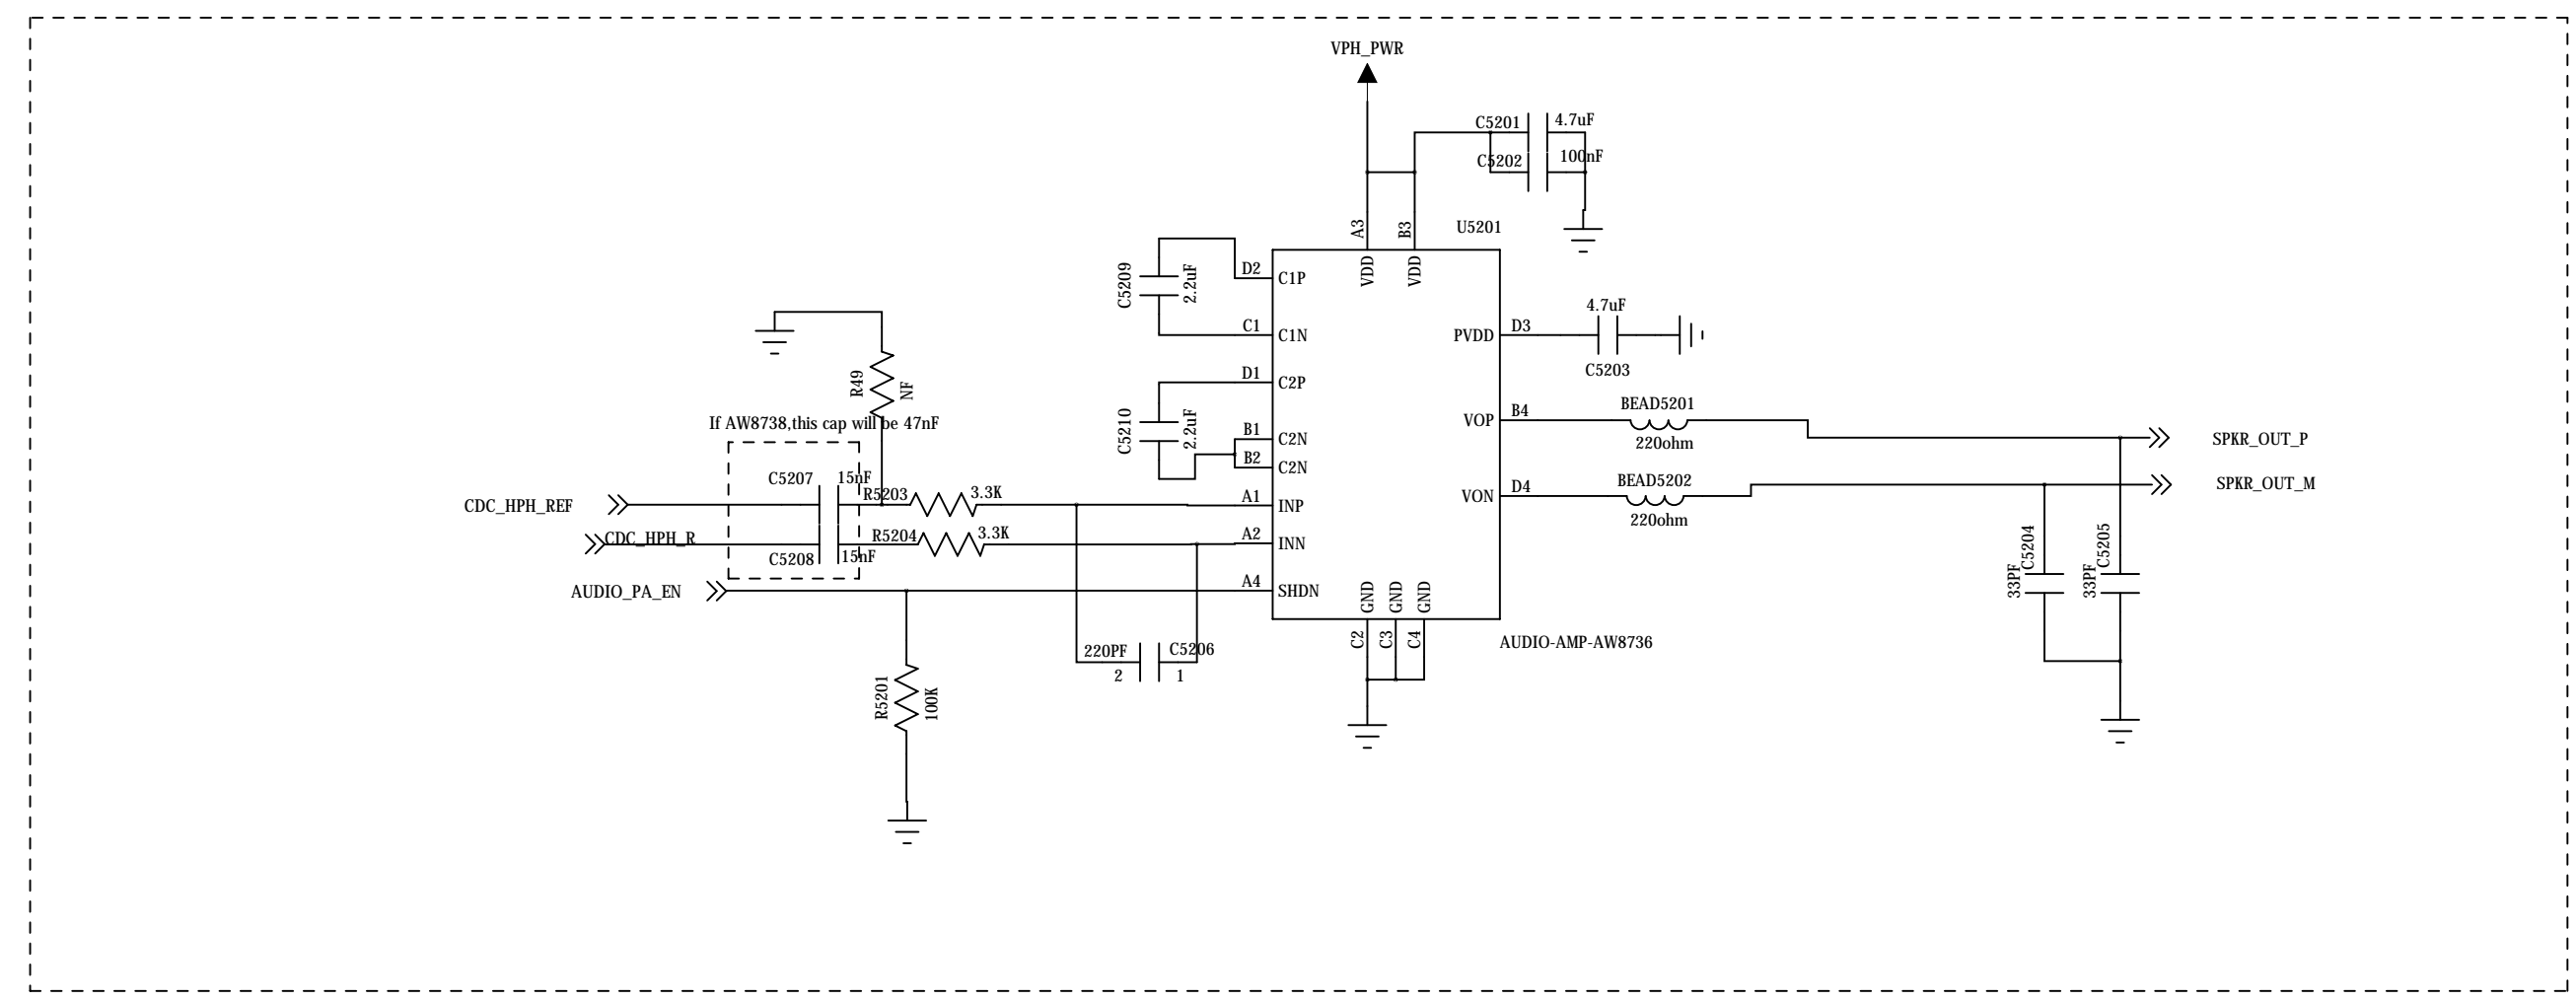 VPH_PWR
C5201
4.7uF
C5202
100nF
U5201
A3
B3
VDD
VDD
C5209
2.2uF
D2
C1P
C1
C1N
D1
C2P
C5210
2.2uF
B1
C2N
B2
C2N
A1
INP
A2
INN
A4
SHDN
4.7uF
D3
PVDD
C5203
B4
VOP
BEAD5201
220ohm
SPKR_OUT_P
D4
VON
BEAD5202
220ohm
SPKR_OUT_M
R49
NF
If AW8738,this cap will be 47nF
C5207
15nF
R5203
3.3K
CDC_HPH_REF
CDC_HPH_R
R5204
3.3K
C5208
15nF
AUDIO_PA_EN
GND
GND
GND
C2
C3
C4
AUDIO-AMP-AW8736
220PF
C5206
2
1
R5201
100K
33PF
C5204
33PF
C5205